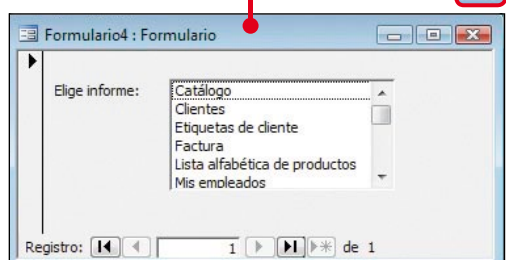 Formulario4 : Formulario
Elige informe:
Catálogo
Clientes
Etiquetas de cliente
Factura
Lista alfabética de productos
Mis empleados
Registro: 1 de 1